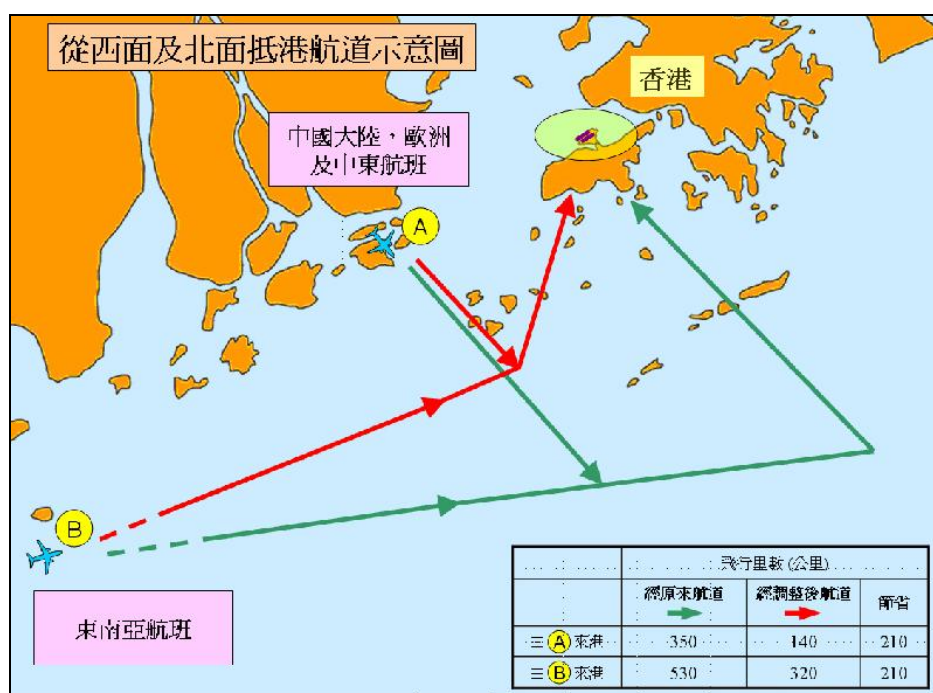 從西面及北面抵港航道示意圖
香港
中國大陸，歐洲
及中東航班
A
B
東南亞航班
飛行里數 (公里)
經原來航道 經調整後航道 節省
A 來港 350 140 210
B 來港 530 320 210